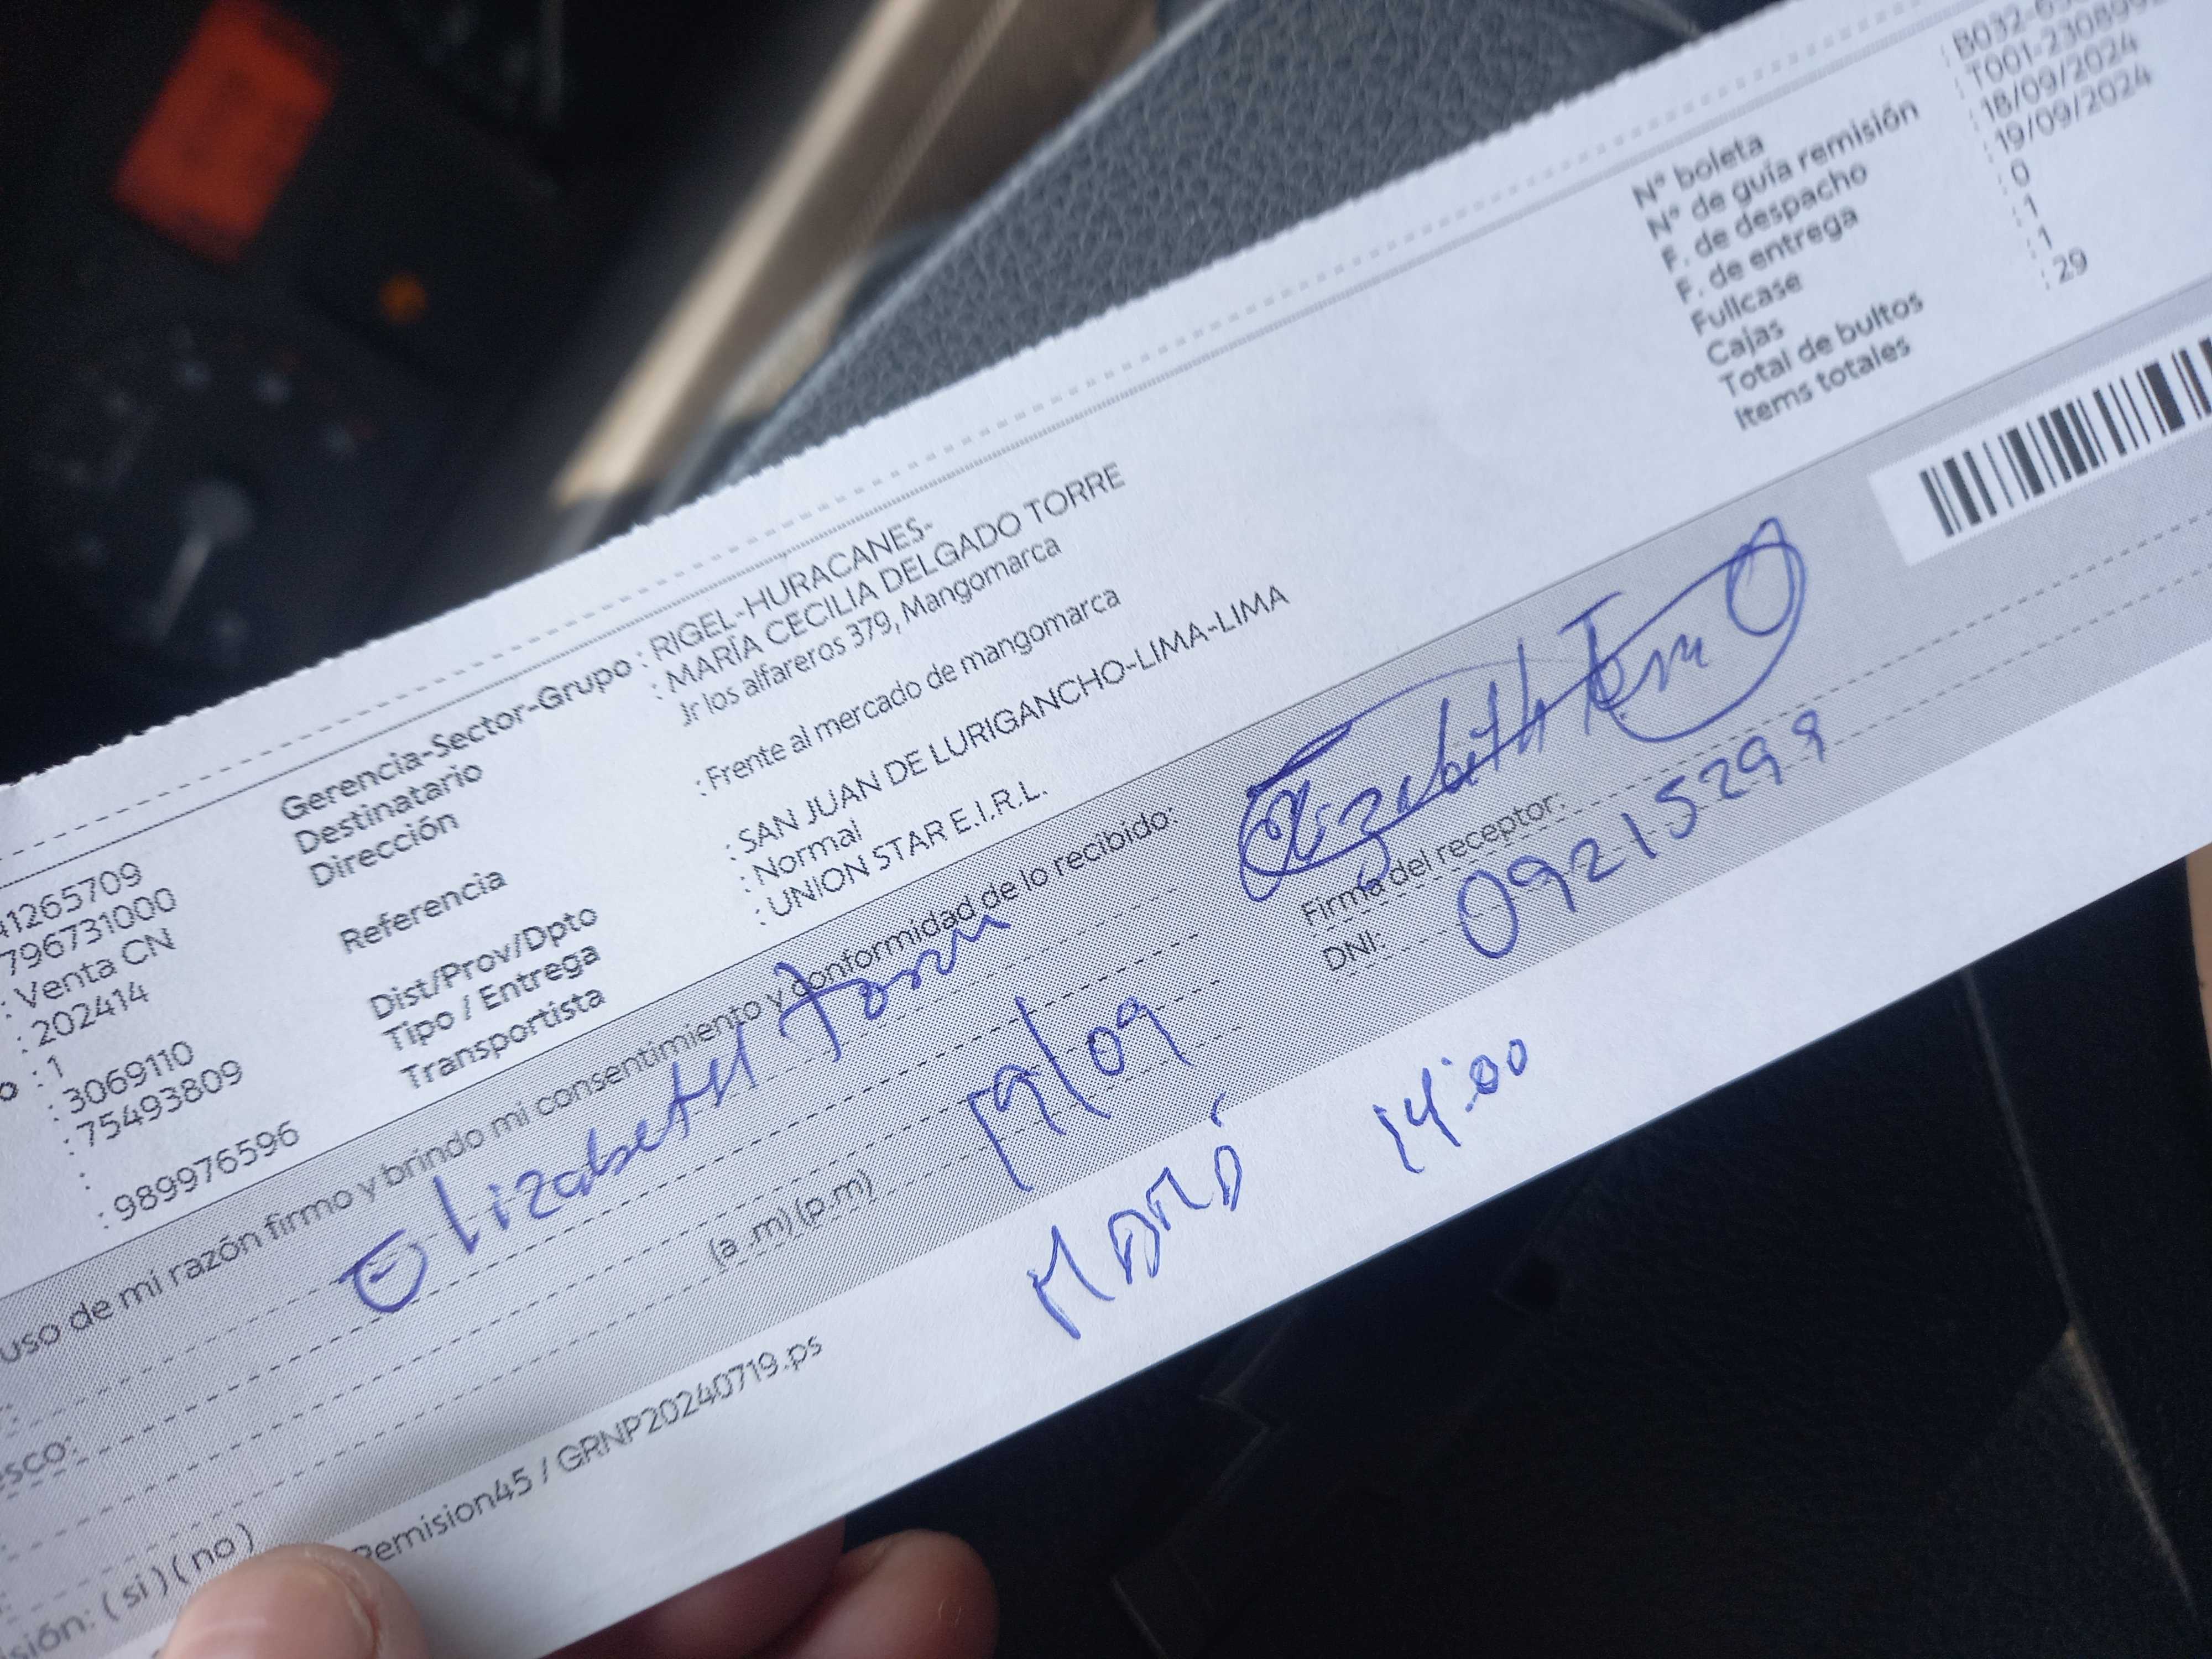 Nº boleta : B032-
Nº de guía remisión : T001-230899
F. de despacho : 18/09/2024
F. de entrega : 19/09/2024
Fullcase : 0
Cajas : 1
Total de bultos : 1
Items totales : 29
Gerencia-Sector-Grupo : RIGEL-HURACANES-
Destinatario : MARÍA CECILIA DELGADO TORRE
Dirección Jr los alfareros 379, Mangomarca
Referencia : Frente al mercado de mangomarca
Dist/Prov/Dpto : SAN JUAN DE LURIGANCHO-LIMA-LIMA
Tipo / Entrega : Normal
Transportista : UNION STAR E.I.R.L.
41265709
796731000
: Venta CN
: 202414
o : 1
: 3069110
: 75493809
:
: 989976596
uso de mi razón firmo y brindo mi consentimiento y conformidad de lo recibido:
Elizabeth
Elizabeth
Firma del receptor:
DNI: 09215299
19/09
(a .m) (p.m)
esco:
sión: ( si ) ( no )
14:00
Remision45 / GRNP20240719.ps